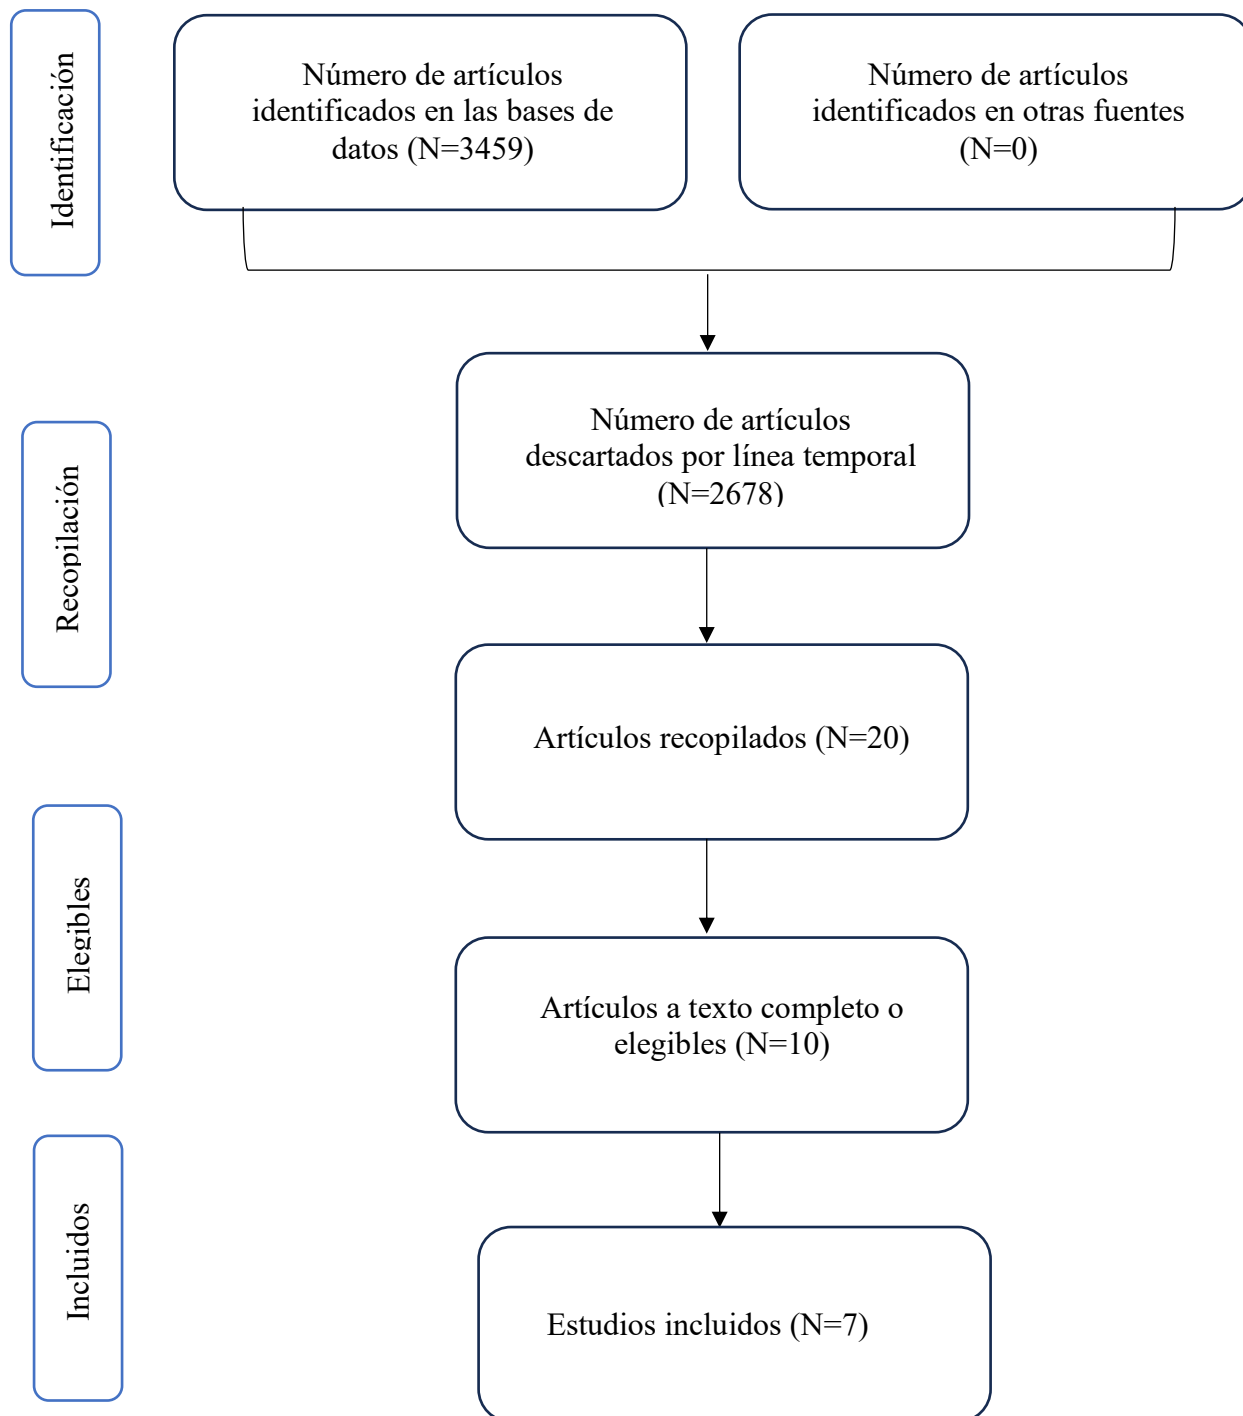 Identificación
Número de artículos
identificados en las bases de
datos (N=3459)
Número de artículos
identificados en otras fuentes
(N=0)
Recopilación
Número de artículos
descartados por línea temporal
(N=2678)
Artículos recopilados (N=20)
Elegibles
Artículos a texto completo o
elegibles (N=10)
Incluidos
Estudios incluidos (N=7)